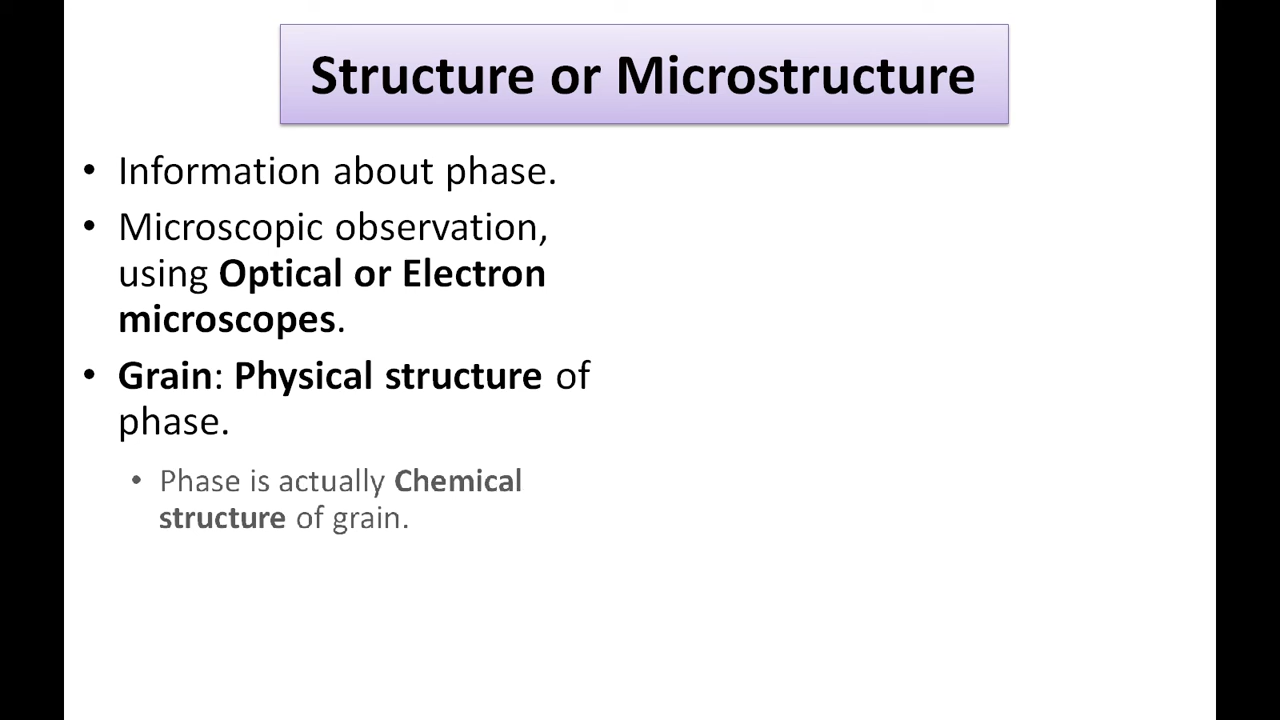 Structure or Microstructure
• Information about phase.
• Microscopic observation,
using Optical or Electron
microscopes.
• Grain: Physical structure of
phase.
• Phase is actually Chemical
structure of grain.